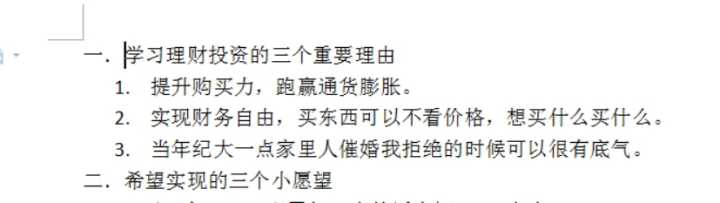 一．学习理财投资的三个重要理由
1. 提升购买力，跑赢通货膨胀。
2. 实现财务自由，买东西可以不看价格，想买什么买什么。
3. 当年纪大一点家里人催婚我拒绝的时候可以很有底气。
二．希望实现的三个小愿望